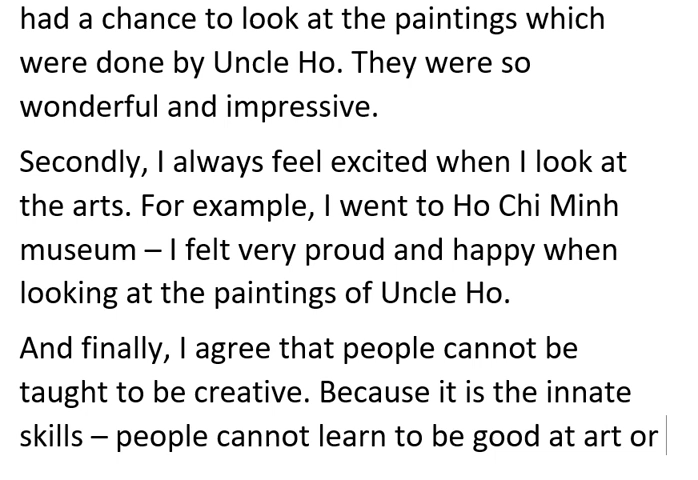 had a chance to look at the paintings which
were done by Uncle Ho. They were so
wonderful and impressive.
Secondly, I always feel excited when I look at
the arts. For example, I went to Ho Chi Minh
museum – I felt very proud and happy when
looking at the paintings of Uncle Ho.
And finally, I agree that people cannot be
taught to be creative. Because it is the innate
skills – people cannot learn to be good at art or